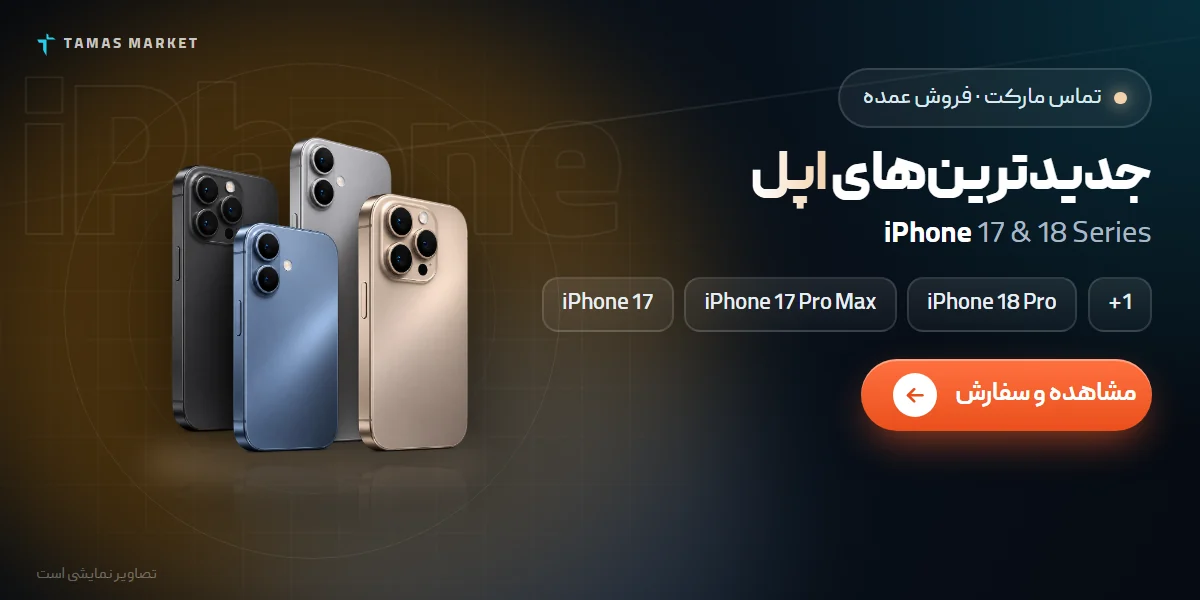 TAMAS MARKET
iPhone
تماس مارکت · فروش عمده
جدیدترین‌های اپل
iPhone 17 & 18 Series
iPhone 17
iPhone 17 Pro Max
iPhone 18 Pro
+1
مشاهده و سفارش
تصاویر نمایشی است